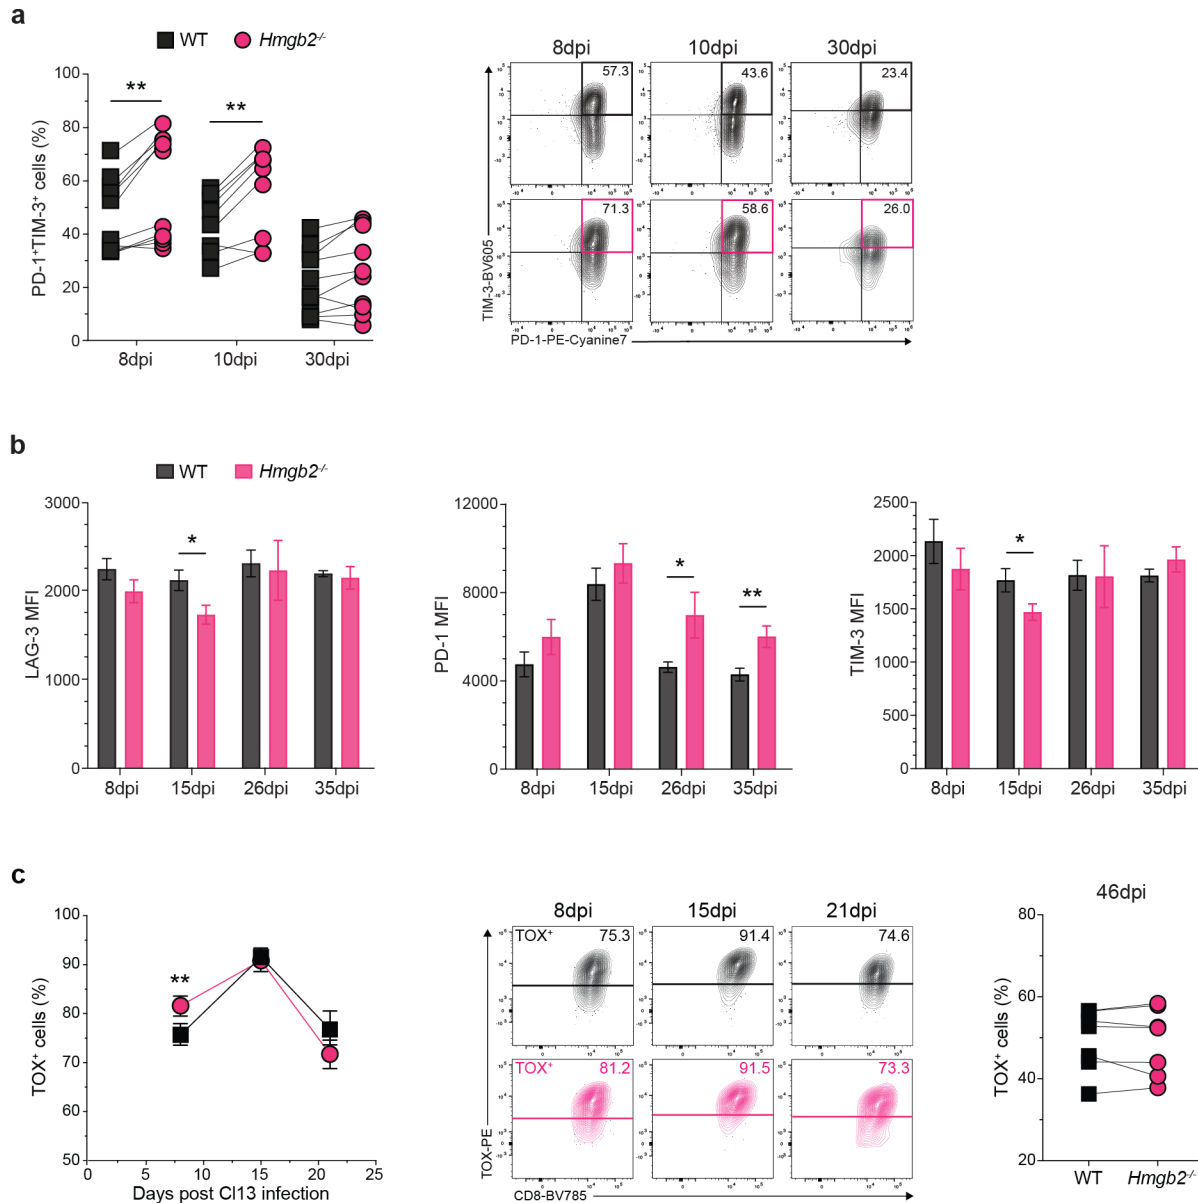 a
WT Hmgb2-/-
PD-1+TIM-3+ cells (%)
100
80
60
40
20
0
** **
8dpi 10dpi 30dpi
8dpi 10dpi 30dpi
57.3 43.6 23.4
71.3 58.6 26.0
TIM-3-BV605
PD-1-PE-Cyanine7
b
WT Hmgb2-/-
LAG-3 MFI
3000
2000
1000
0
*
8dpi 15dpi 26dpi 35dpi
PD-1 MFI
12000
8000
4000
0
* **
8dpi 15dpi 26dpi 35dpi
TIM-3 MFI
2500
2000
1500
1000
500
0
*
8dpi 15dpi 26dpi 35dpi
c
TOX+ cells (%)
100
90
80
70
60
50
**
0 5 10 15 20 25
Days post Cl13 infection
8dpi 15dpi 21dpi
TOX+ 75.3 91.4 74.6
TOX+ 81.2 91.5 73.3
TOX-PE
CD8-BV785
46dpi
TOX+ cells (%)
80
60
40
20
WT Hmgb2-/-